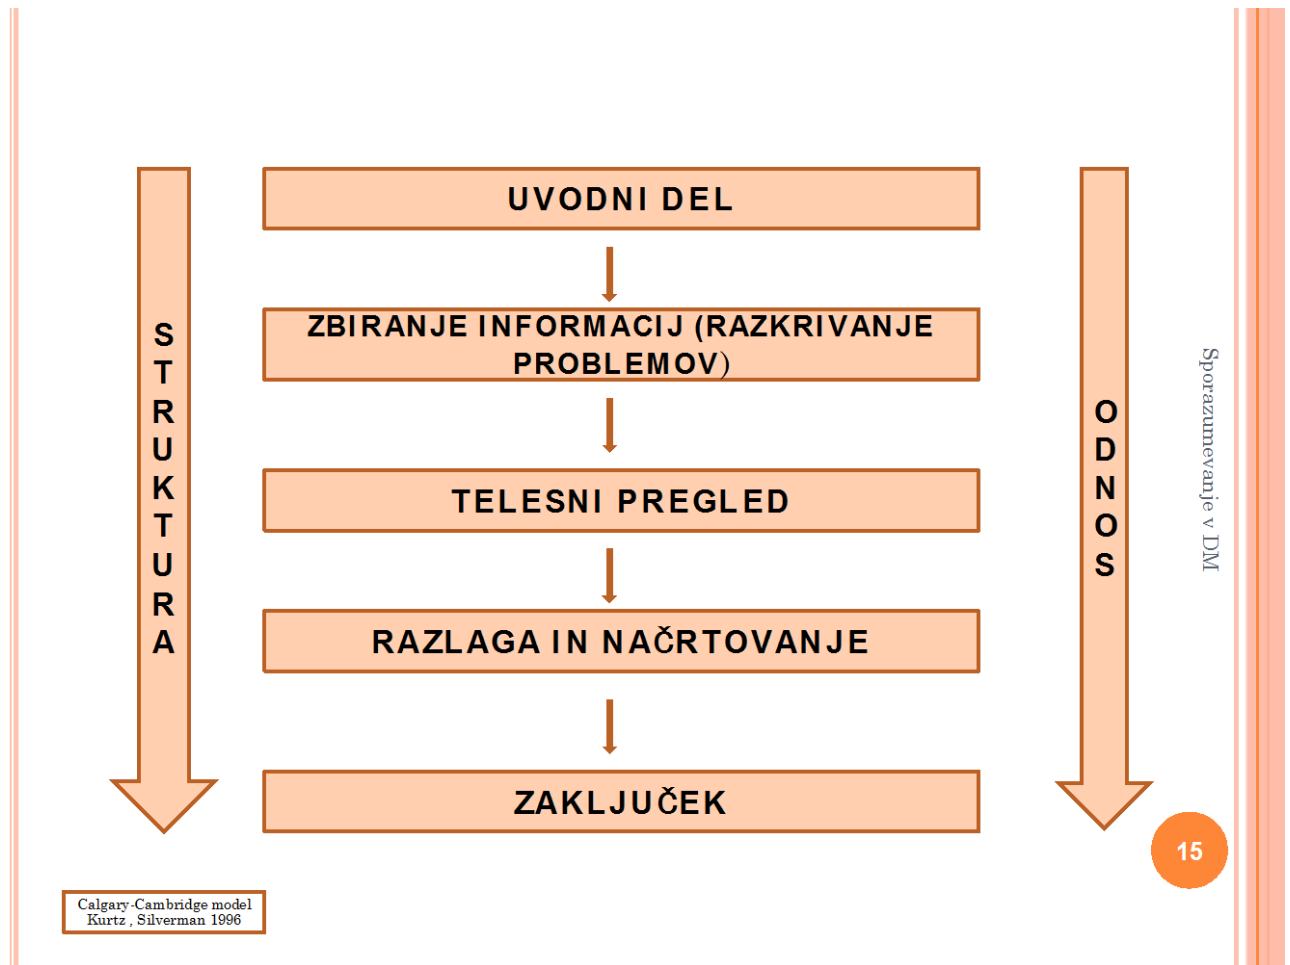 UVODNI DEL
ZBIRANJE INFORMACIJ (RAZKRIVANJE
PROBLEMOV)
TELESNI PREGLED
RAZLAGA IN NAČRTOVANJE
ZAKLJUČEK
STRUKTURA
ODNOS
Sporazumevanje v DM
15
Calgary-Cambridge model
Kurtz , Silverman 1996